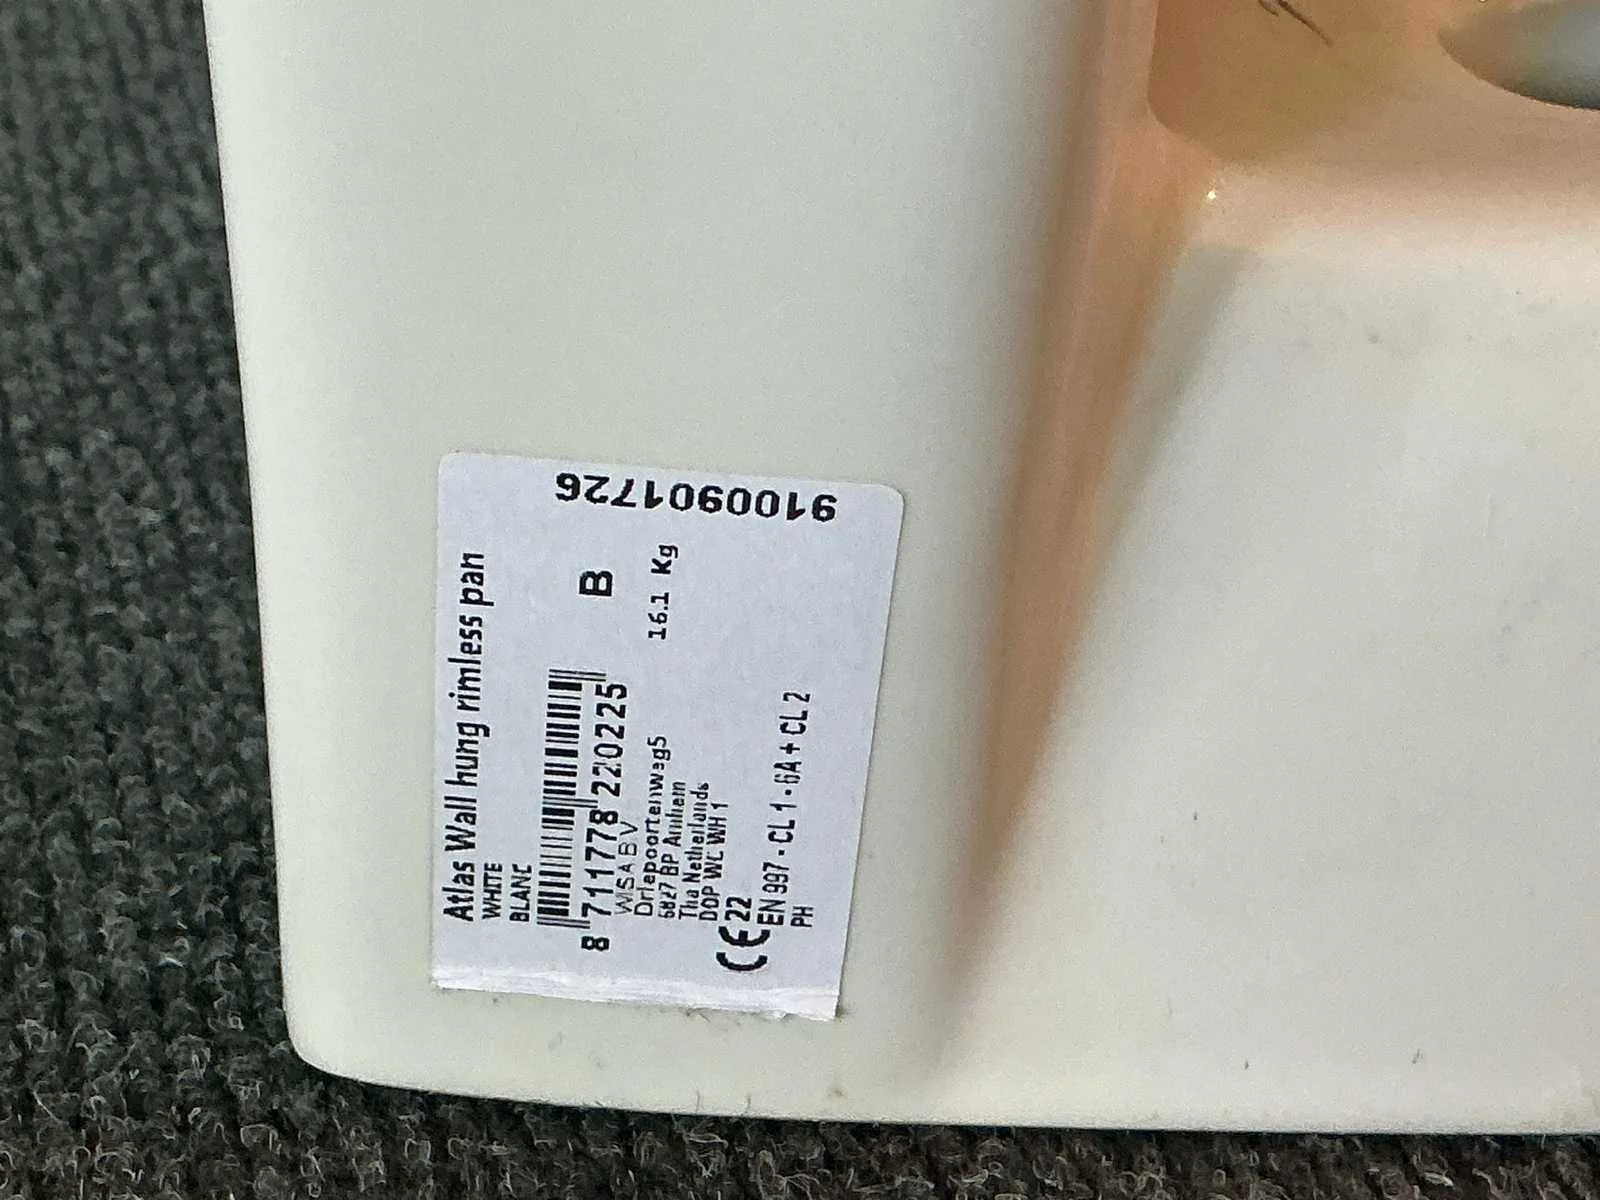 Atlas Wall hung rimless pan
WHITE
BLANC
B
8 711778 220225
WISA BV
16.1 Kg
Driepoortenweg5
6827 BP Arnhem
The Netherlands
DOP WC WH 1
CE 22
EN 997 - CL 1 - 6A + CL 2
PH
9100901726